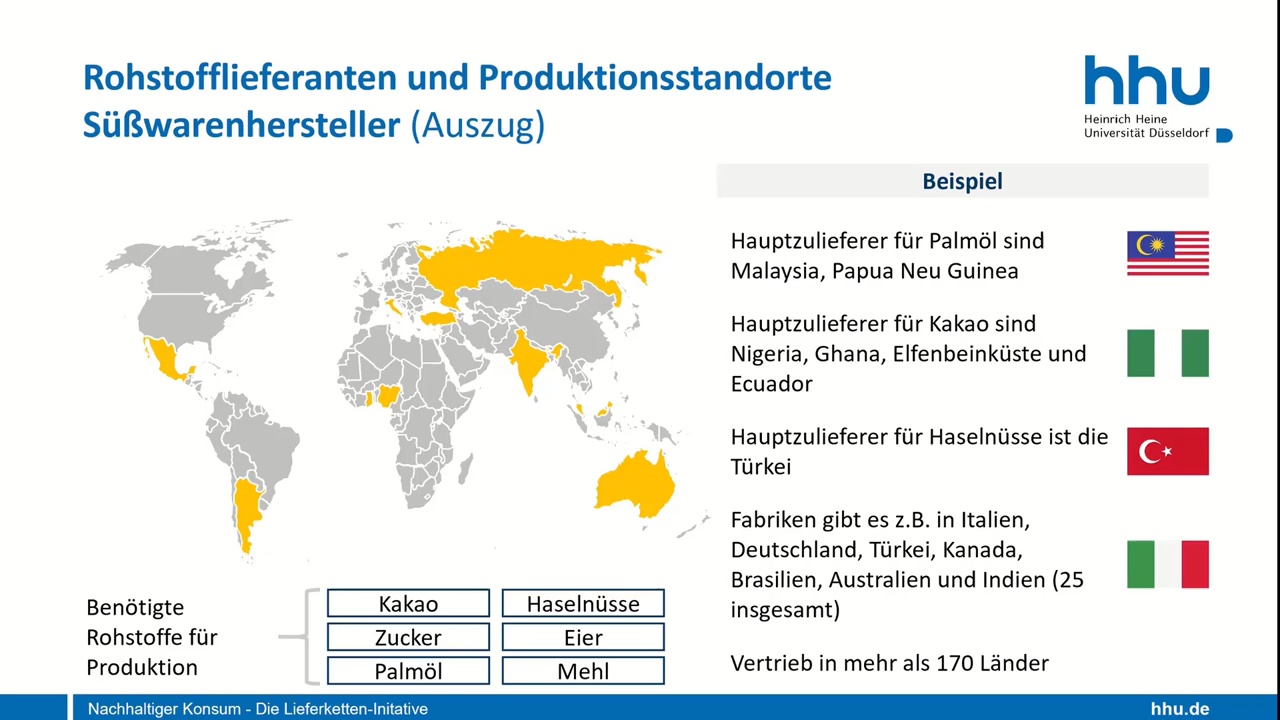 Rohstofflieferanten und Produktionsstandorte
Süßwarenhersteller (Auszug)
hhu
Heinrich Heine
Universität Düsseldorf
Beispiel
Hauptzulieferer für Palmöl sind
Malaysia, Papua Neu Guinea
Hauptzulieferer für Kakao sind
Nigeria, Ghana, Elfenbeinküste und
Ecuador
Hauptzulieferer für Haselnüsse ist die
Türkei
Fabriken gibt es z.B. in Italien,
Deutschland, Türkei, Kanada,
Brasilien, Australien und Indien (25
insgesamt)
Vertrieb in mehr als 170 Länder
Benötigte
Rohstoffe für
Produktion
Kakao
Haselnüsse
Zucker
Eier
Palmöl
Mehl
Nachhaltiger Konsum - Die Lieferketten-Initative
hhu.de